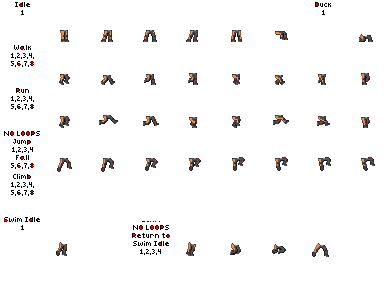 Idle
1
Duck
1
Walk
1,2,3,4,
5,6,7,8
Run
1,2,3,4,
5,6,7,8
NO LOOPS
Jump
1,2,3,4
Fall
5,6,7,8
Climb
1,2,3,4,
5,6,7,8
Swim Idle
1
NO LOOPS
Return to
Swim Idle
1,2,3,4